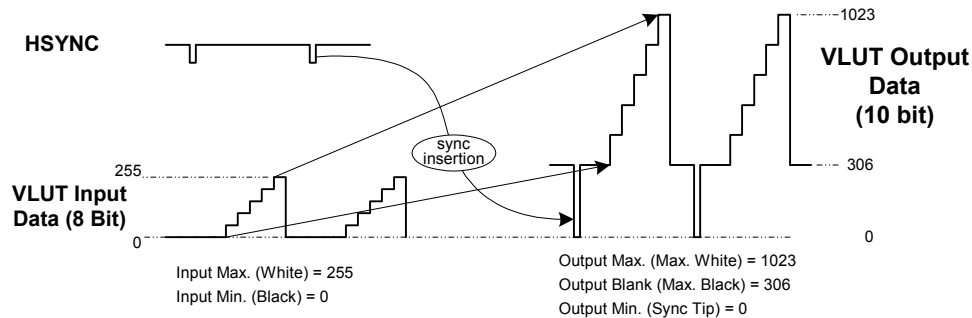 HSYNC
1023
VLUT Output
Data
(10 bit)
sync
insertion
255
306
VLUT Input
Data (8 Bit)
0
0
Input Max. (White) = 255
Input Min. (Black) = 0
Output Max. (Max. White) = 1023
Output Blank (Max. Black) = 306
Output Min. (Sync Tip) = 0